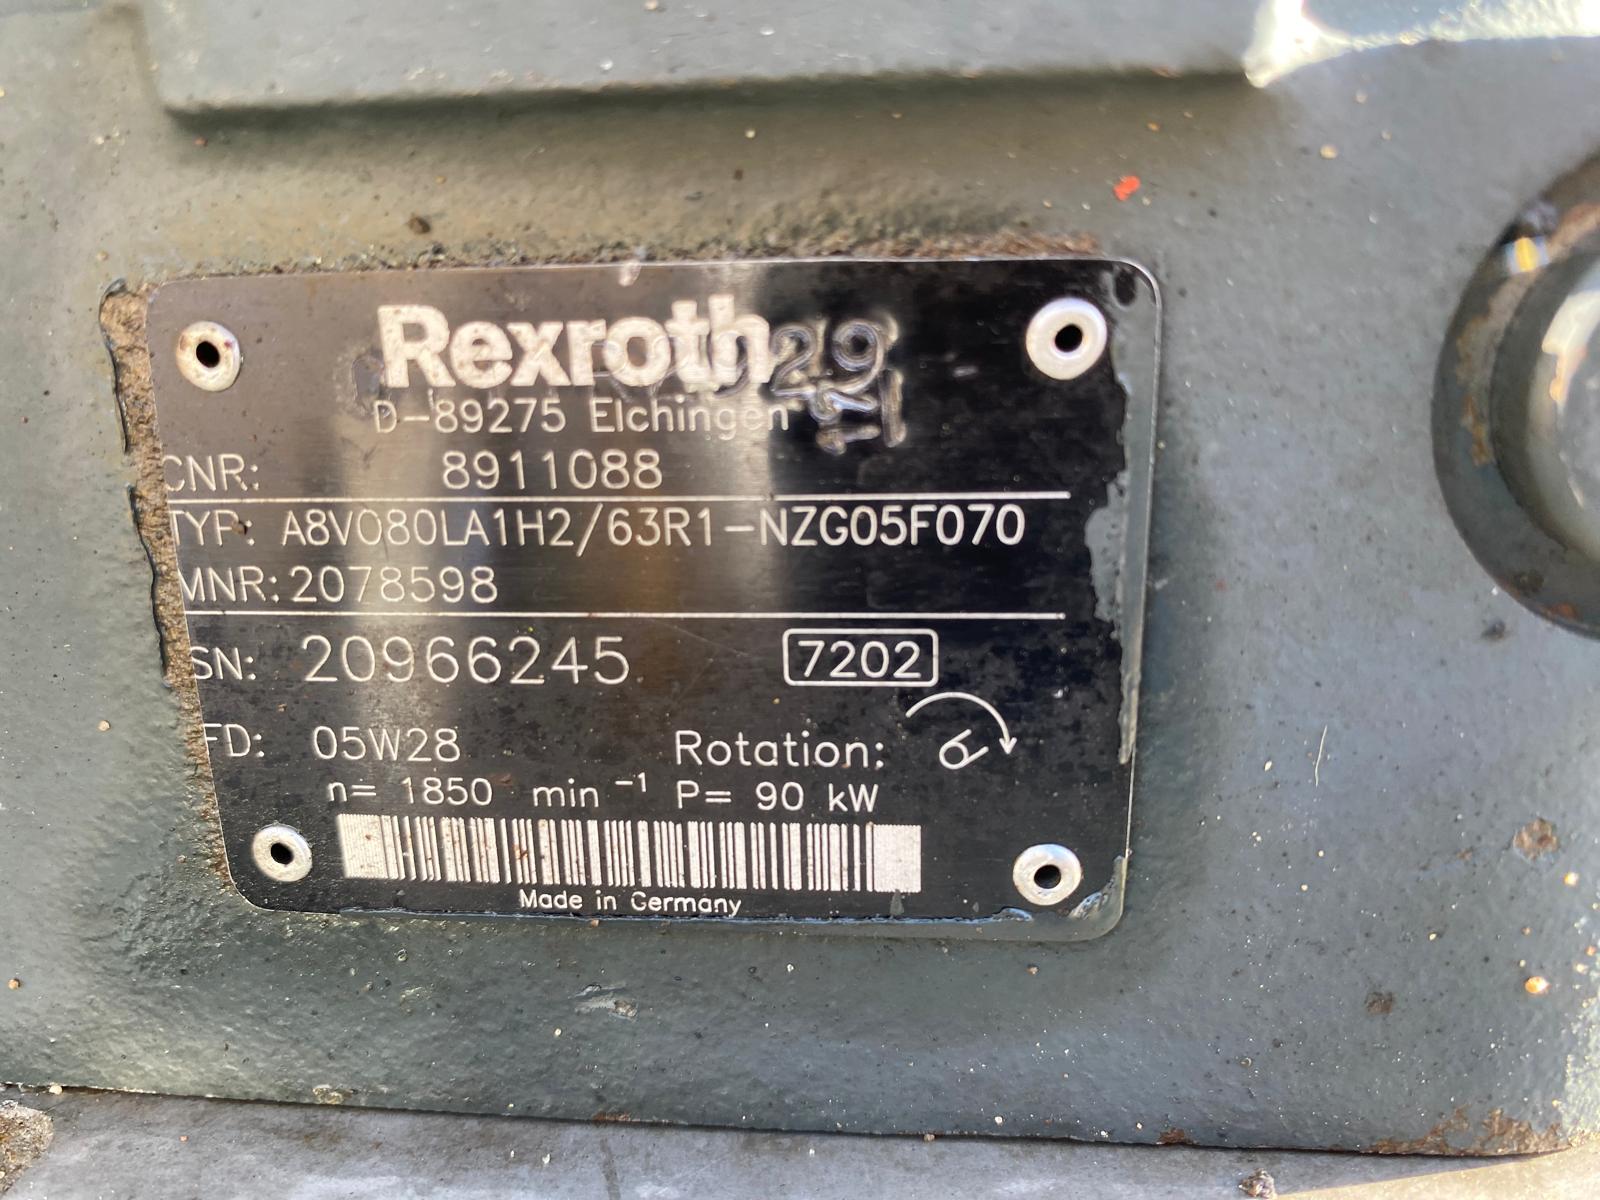 Rexroth
29
D-89275 Elchingen
CNR: 8911088
TYP: A8VO80LA1H2/63R1-NZG05F070
MNR: 2078598
SN: 20966245 7202
FD: 05W28 Rotation:
n= 1850 min -1 P= 90 kW
Made in Germany